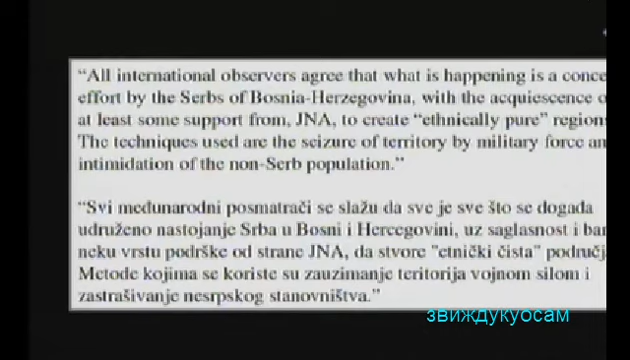 “All international observers agree that what is happening is a conce
effort by the Serbs of Bosnia-Herzegovina, with the acquiescence o
at least some support from, JNA, to create “ethnically pure” region
The techniques used are the seizure of territory by military force an
intimidation of the non-Serb population.”
“Svi međunarodni posmatrači se slažu da sve je sve što se događa
udruženo nastojanje Srba u Bosni i Hercegovini, uz saglasnost i bar
neku vrstu podrške od strane JNA, da stvore "etnički čista" područj
Metode kojima se koriste su zauzimanje teritorija vojnom silom i
zastrašivanje nesrpskog stanovništva.”
звиждукуосам